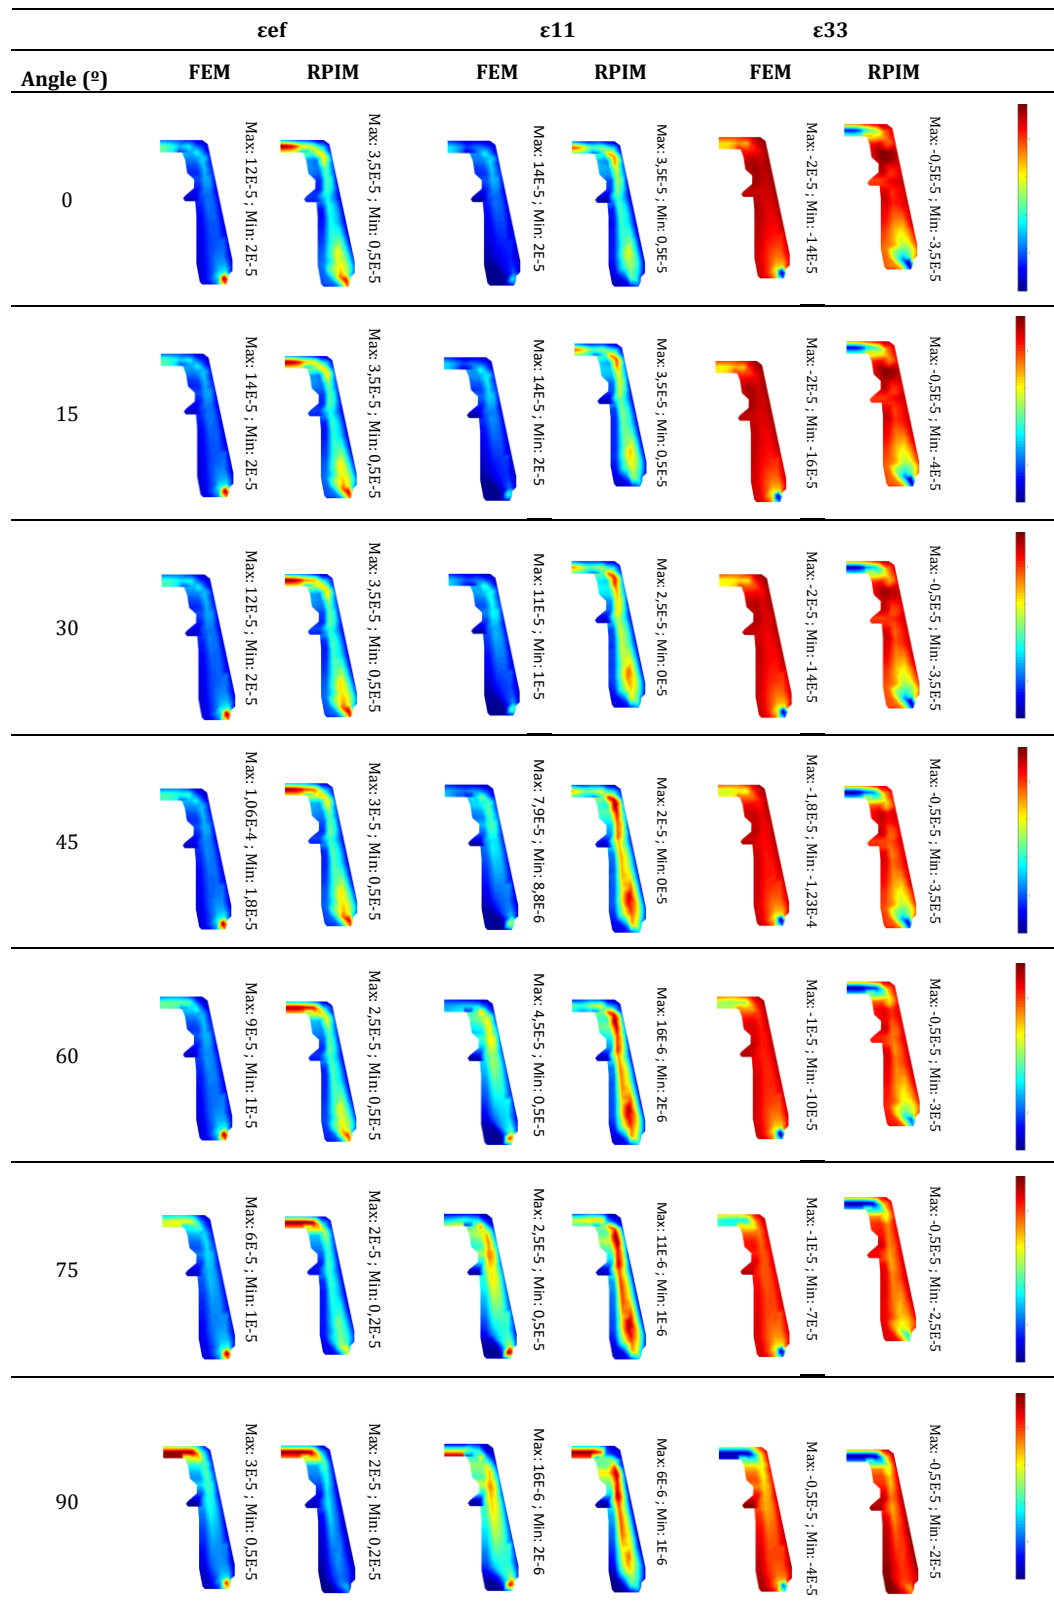 εef ε11 ε33
Angle (º) FEM RPIM FEM RPIM FEM RPIM
0
Max: 12E-5 ; Min: 2E-5
Max: 3,5E-5 ; Min: 0,5E-5
Max: 14E-5 ; Min: 2E-5
Max: 3,5E-5 ; Min: 0,5E-5
Max: -2E-5 ; Min: -14E-5
Max: -0,5E-5 ; Min: -3,5E-5
15
Max: 14E-5 ; Min: 2E-5
Max: 3,5E-5 ; Min: 0,5E-5
Max: 14E-5 ; Min: 2E-5
Max: 3,5E-5 ; Min: 0,5E-5
Max: -2E-5 ; Min: -16E-5
Max: -0,5E-5 ; Min: -4E-5
30
Max: 12E-5 ; Min: 2E-5
Max: 3,5E-5 ; Min: 0,5E-5
Max: 11E-5 ; Min: 1E-5
Max: 2,5E-5 ; Min: 0E-5
Max: -2E-5 ; Min: -14E-5
Max: -0,5E-5 ; Min: -3,5E-5
45
Max: 1,06E-4 ; Min: 1,8E-5
Max: 3E-5 ; Min: 0,5E-5
Max: 7,9E-5 ; Min: 8,8E-6
Max: 2E-5 ; Min: 0E-5
Max: -1,8E-5 ; Min: -1,23E-4
Max: -0,5E-5 ; Min: -3,5E-5
60
Max: 9E-5 ; Min: 1E-5
Max: 2,5E-5 ; Min: 0,5E-5
Max: 4,5E-5 ; Min: 0,5E-5
Max: 16E-6 ; Min: 2E-6
Max: -1E-5 ; Min: -10E-5
Max: -0,5E-5 ; Min: -3E-5
75
Max: 6E-5 ; Min: 1E-5
Max: 2E-5 ; Min: 0,2E-5
Max: 2,5E-5 ; Min: 0,5E-5
Max: 11E-6 ; Min: 1E-6
Max: -1E-5 ; Min: -7E-5
Max: -0,5E-5 ; Min: -2,5E-5
90
Max: 3E-5 ; Min: 0,5E-5
Max: 2E-5 ; Min: 0,2E-5
Max: 16E-6 ; Min: 2E-6
Max: 6E-6 ; Min: 1E-6
Max: -0,5E-5 ; Min: -4E-5
Max: -0,5E-5 ; Min: -2E-5